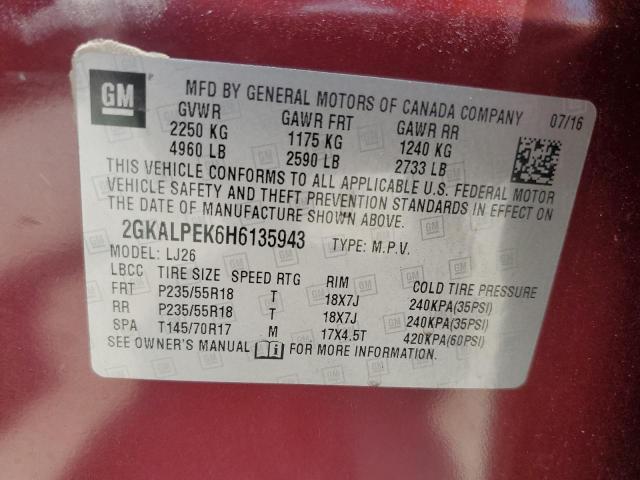 GM
MFD BY GENERAL MOTORS OF CANADA COMPANY 07/16
GVWR GAWR FRT GAWR RR
2250 KG 1175 KG 1240 KG
4960 LB 2590 LB 2733 LB
THIS VEHICLE CONFORMS TO ALL APPLICABLE U.S. FEDERAL MOTOR
VEHICLE SAFETY AND THEFT PREVENTION STANDARDS IN EFFECT ON
THE DATE OF MANUFACTURE SHOWN ABOVE.
2GKALPEK6H6135943 TYPE: M.P.V.
MODEL: LJ26
LBCC TIRE SIZE SPEED RTG RIM COLD TIRE PRESSURE
FRT P235/55R18 T 18X7J 240KPA(35PSI)
RR P235/55R18 T 18X7J 240KPA(35PSI)
SPA T145/70R17 M 17X4.5T 420KPA(60PSI)
SEE OWNER'S MANUAL FOR MORE INFORMATION.